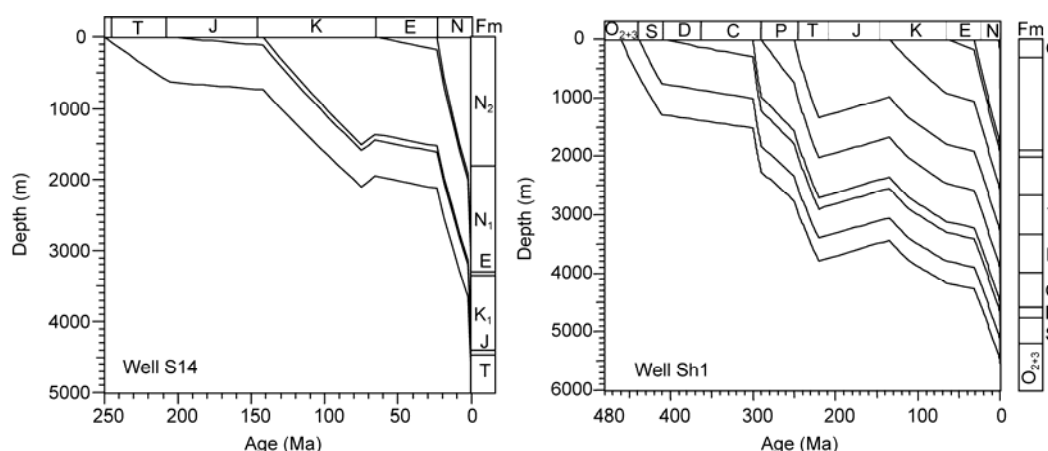 T J K E N Fm
0
1000
2000
3000
4000
5000
Depth (m)
N2
N1
E
K1
J
T
Well S14
250 200 150 100 50 0
Age (Ma)
O2+3 S D C P T J K E N Fm
0
1000
2000
3000
4000
5000
6000
Depth (m)
O2+3
Well Sh1
480 400 300 200 100 0
Age (Ma)